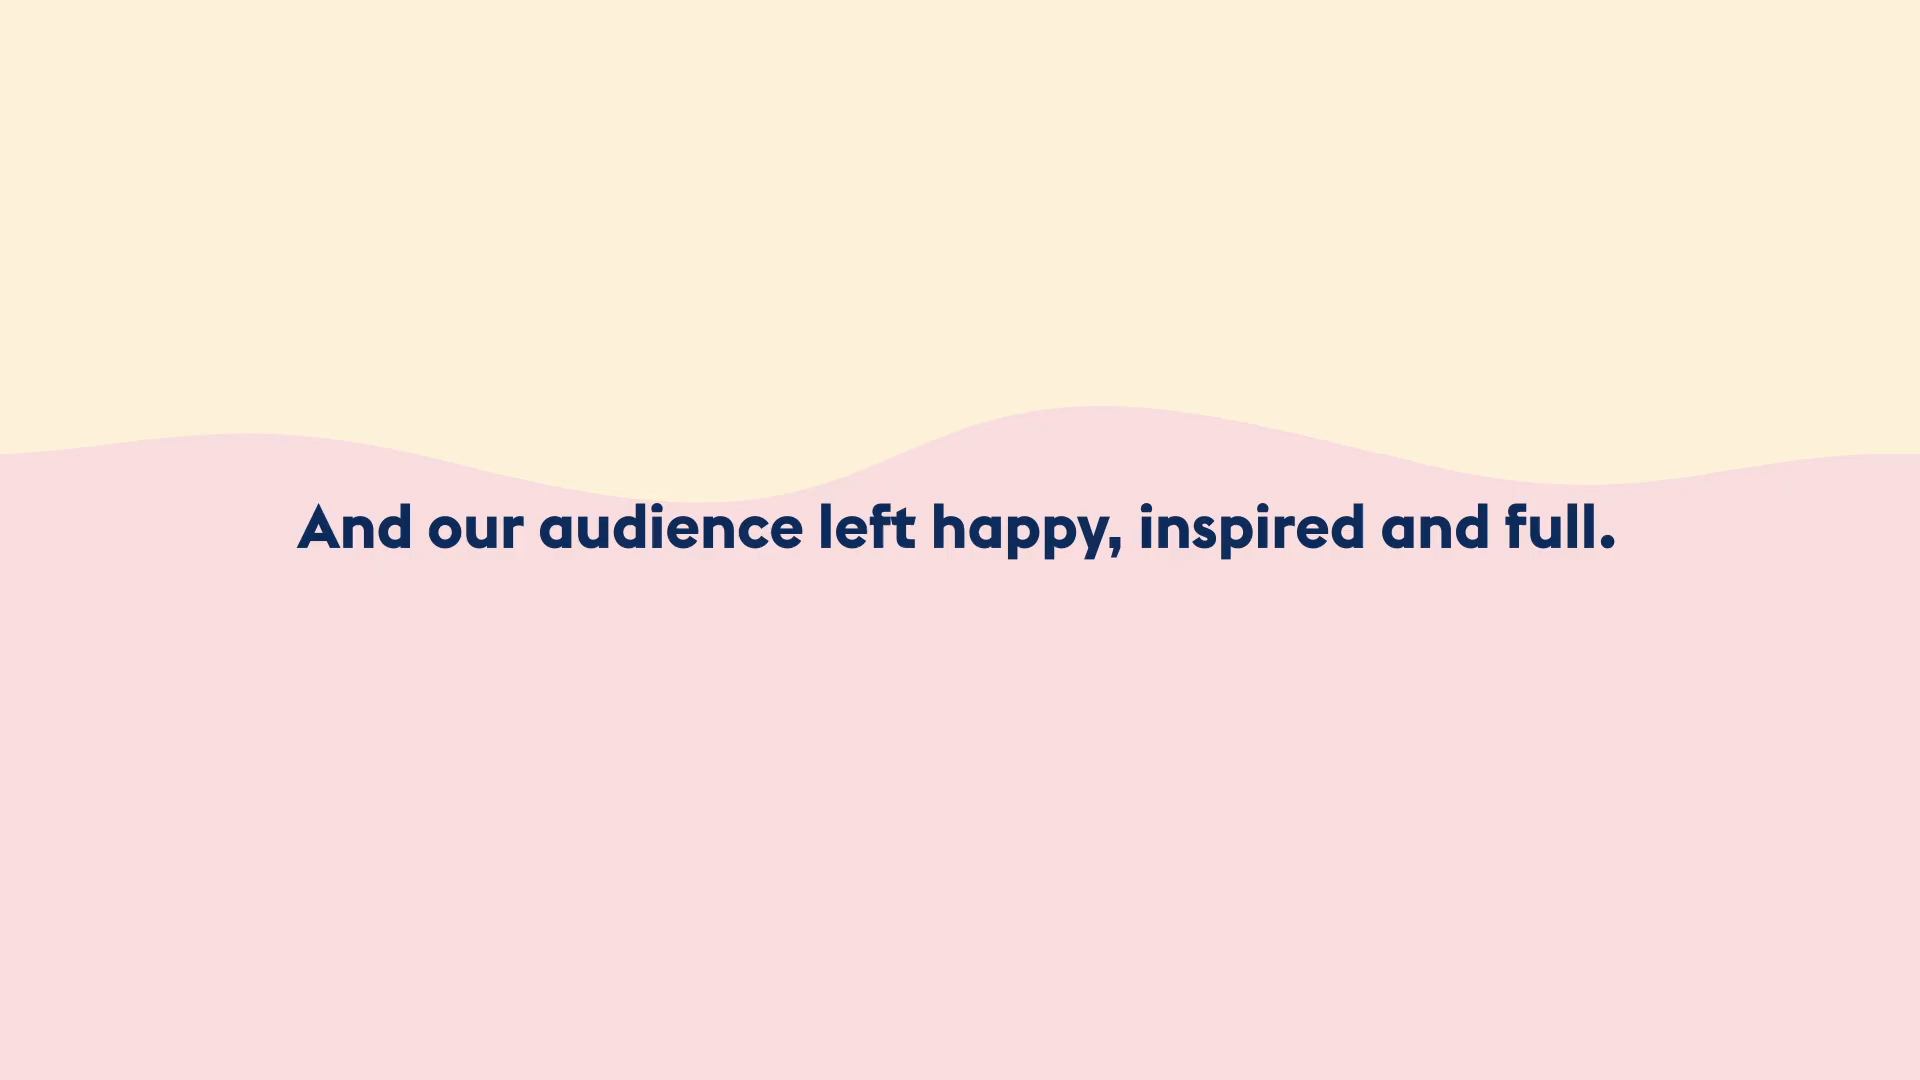 And our audience left happy, inspired and full.